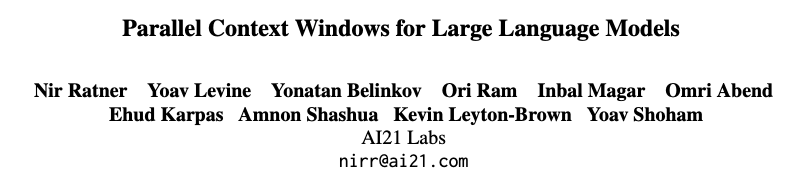 Parallel Context Windows for Large Language Models
Nir Ratner Yoav Levine Yonatan Belinkov Ori Ram Inbal Magar Omri Abend
Ehud Karpas Amnon Shashua Kevin Leyton-Brown Yoav Shoham
AI21 Labs
nirr@ai21.com